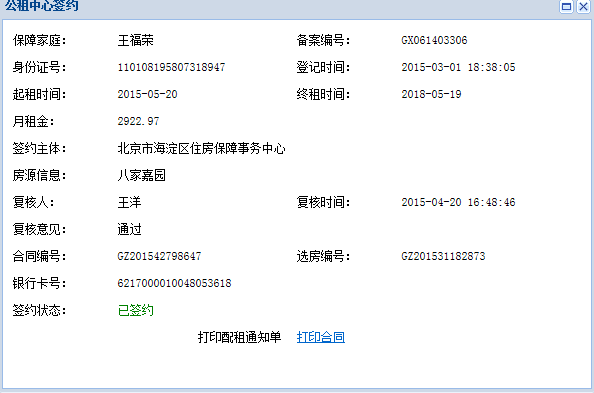 公租中心签约
保障家庭： 王福荣 备案编号： GX061403306
身份证号： 110108195807318947 登记时间： 2015-03-01 18:38:05
起租时间： 2015-05-20 终租时间： 2018-05-19
月租金： 2922.97
签约主体： 北京市海淀区住房保障事务中心
房源信息： 八家嘉园
复核人： 王洋 复核时间： 2015-04-20 16:48:46
复核意见： 通过
合同编号： GZ201542798647 选房编号： GZ201531182873
银行卡号： 6217000010048053618
签约状态： 已签约
打印配租通知单 打印合同